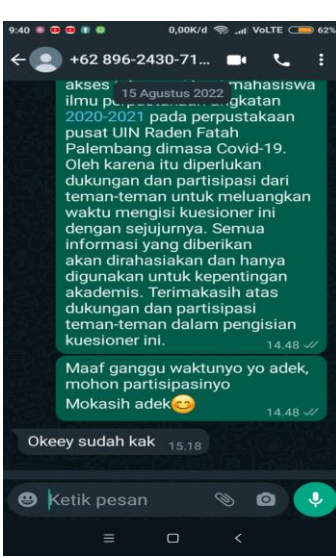 9:40 0,00K/d VoLTE 62%
+62 896-2430-71...
akses mahasiswa
15 Agustus 2022
ilmu perpustakaan angkatan
2020-2021 pada perpustakaan
pusat UIN Raden Fatah
Palembang dimasa Covid-19.
Oleh karena itu diperlukan
dukungan dan partisipasi dari
teman-teman untuk meluangkan
waktu mengisi kuesioner ini
dengan sejujurnya. Semua
informasi yang diberikan
akan dirahasiakan dan hanya
digunakan untuk kepentingan
akademis. Terimakasih atas
dukungan dan partisipasi
teman-teman dalam pengisian
kuesioner ini. 14.48
Maaf ganggu waktunyo yo adek,
mohon partisipasinyo
Mokasih adek😊 14.48
Okeey sudah kak 15.18
Ketik pesan